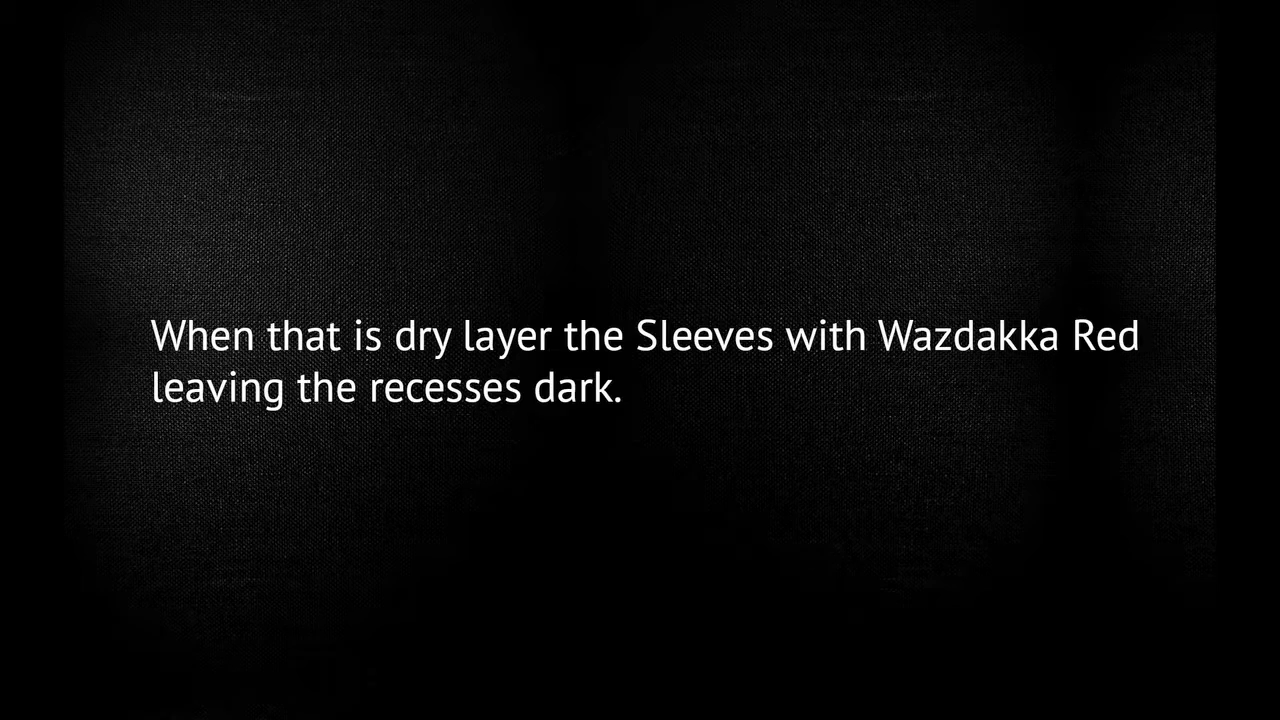 When that is dry layer the Sleeves with Wazdakka Red
leaving the recesses dark.